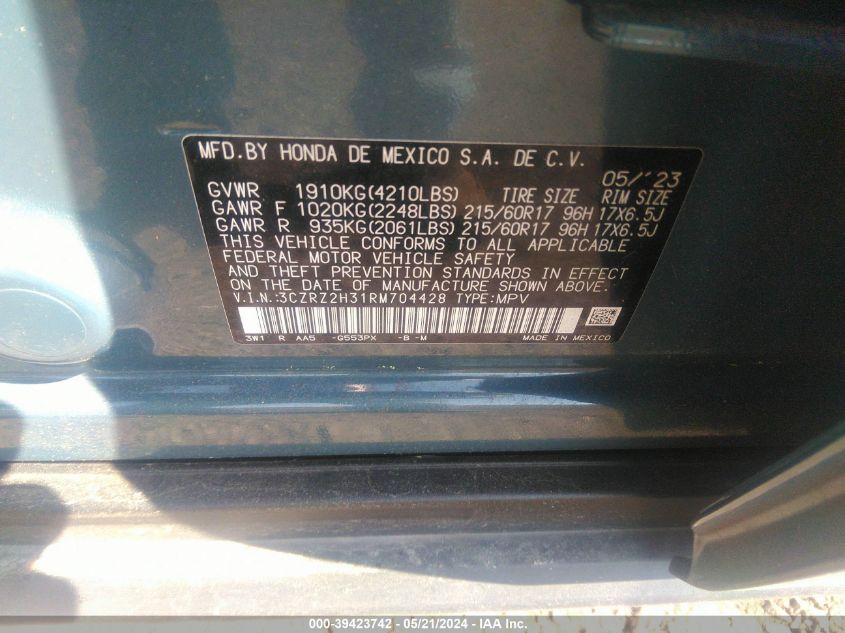 MFD.BY HONDA DE MEXICO S.A. DE C.V.
05/'23
GVWR 1910KG(4210LBS) TIRE SIZE RIM SIZE
GAWR F 1020KG(2248LBS) 215/60R17 96H 17X6.5J
GAWR R 935KG(2061LBS) 215/60R17 96H 17X6.5J
THIS VEHICLE CONFORMS TO ALL APPLICABLE
FEDERAL MOTOR VEHICLE SAFETY
AND THEFT PREVENTION STANDARDS IN EFFECT
ON THE DATE OF MANUFACTURE SHOWN ABOVE.
V.I.N.:3CZRZ2H31RM704428 TYPE:MPV
3W1 R AA5 -G553PX -B -M MADE IN MEXICO
000-39423742 - 05/21/2024 - IAA Inc.